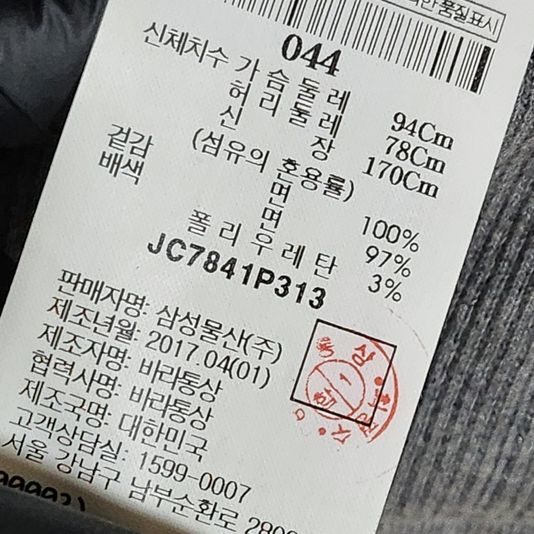 품질표시
044
신체치수 가슴둘레 94Cm
허리둘레 78Cm
신장 170Cm
(섬유의 혼용률)
겉감 면 100%
배색 면 97%
폴리우레탄 3%
JC7841P313
판매자명: 삼성물산(주)
제조년월: 2017.04(01)
제조자명: 바라통상
협력사명: 바라통상
제조국명: 대한민국
고객상담실: 1599-0007
서울 강남구 남부순환로